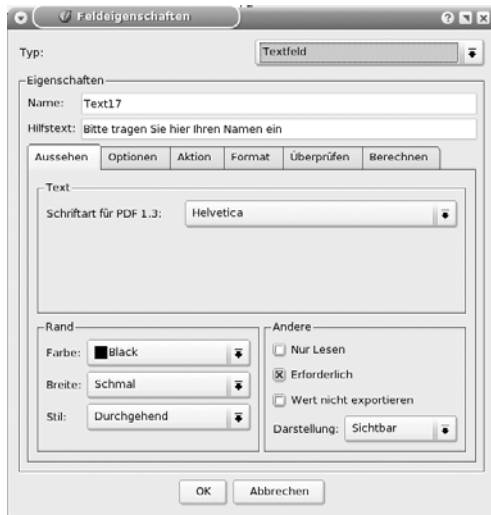 Feldeigenschaften
Typ: Textfeld
Eigenschaften
Name: Text17
Hilfstext: Bitte tragen Sie hier Ihren Namen ein
Aussehen Optionen Aktion Format Überprüfen Berechnen
Text
Schriftart für PDF 1.3: Helvetica
Rand
Farbe: Black
Breite: Schmal
Stil: Durchgehend
Andere
Nur Lesen
Erforderlich
Wert nicht exportieren
Darstellung: Sichtbar
OK Abbrechen